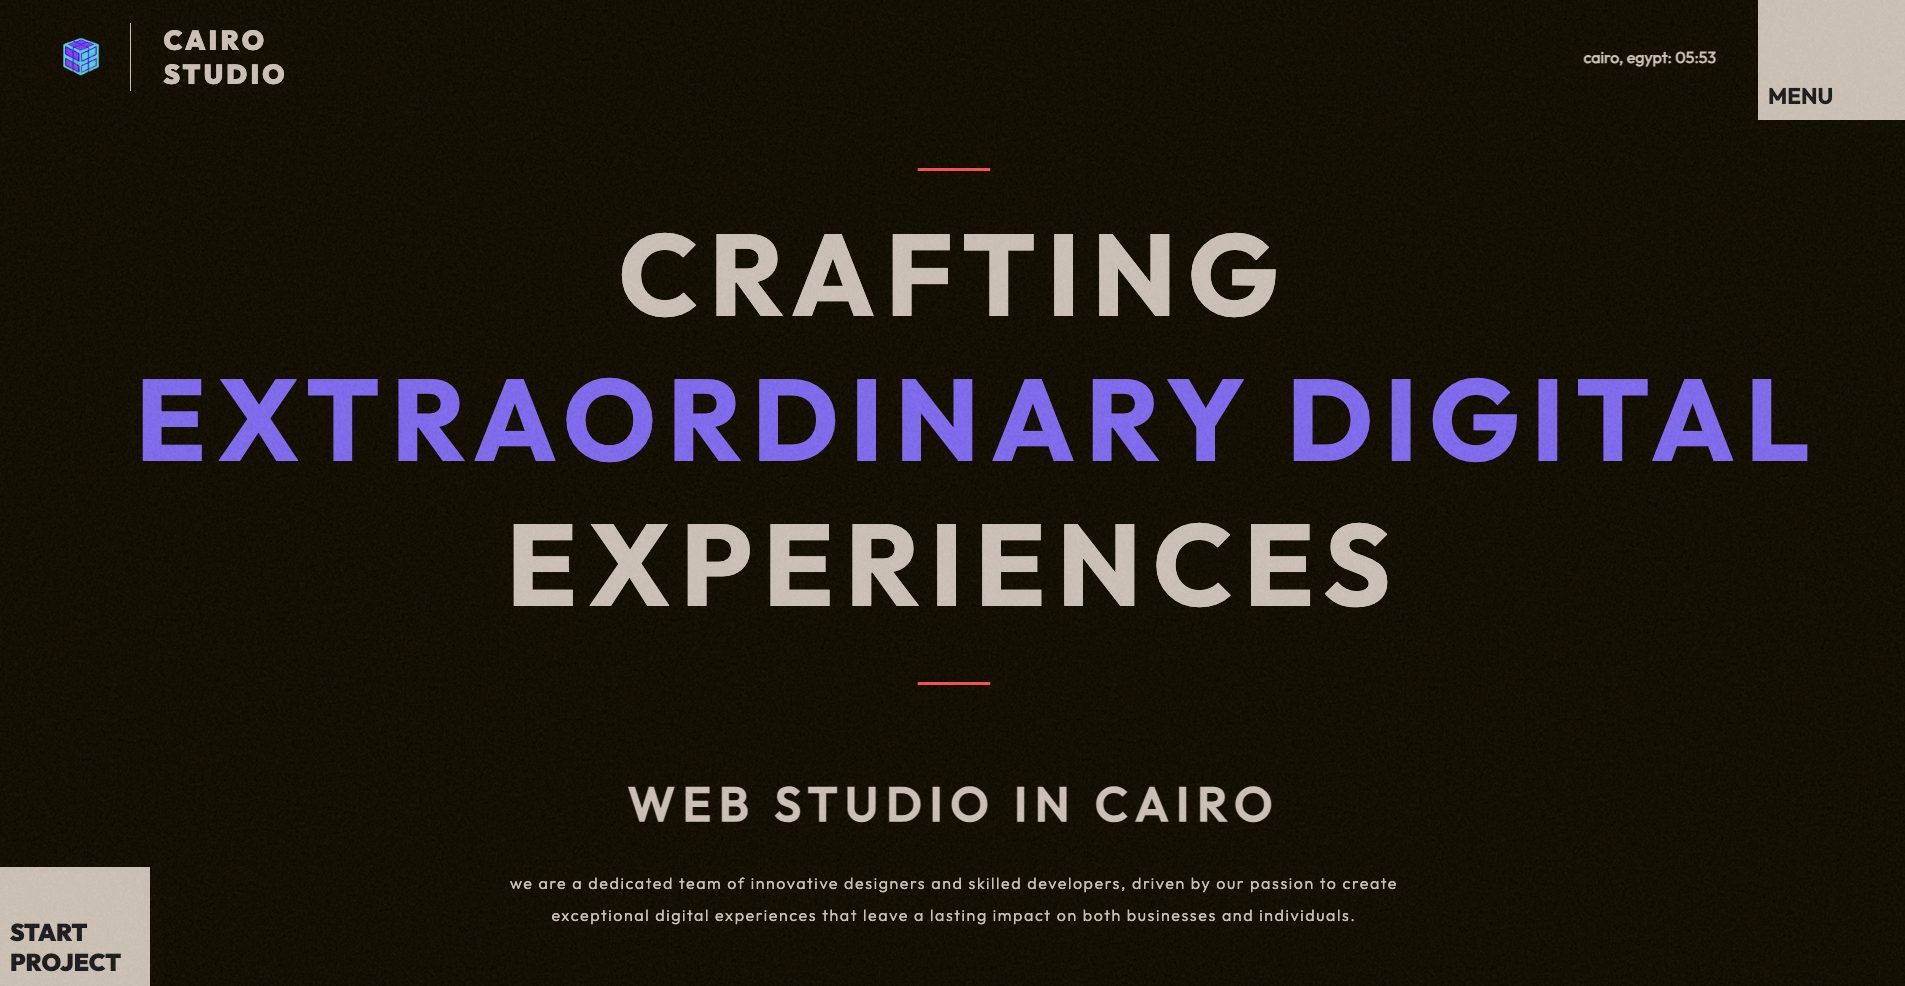 CAIRO
STUDIO
cairo, egypt: 05:53
MENU
CRAFTING
EXTRAORDINARY DIGITAL
EXPERIENCES
WEB STUDIO IN CAIRO
we are a dedicated team of innovative designers and skilled developers, driven by our passion to create
exceptional digital experiences that leave a lasting impact on both businesses and individuals.
START
PROJECT